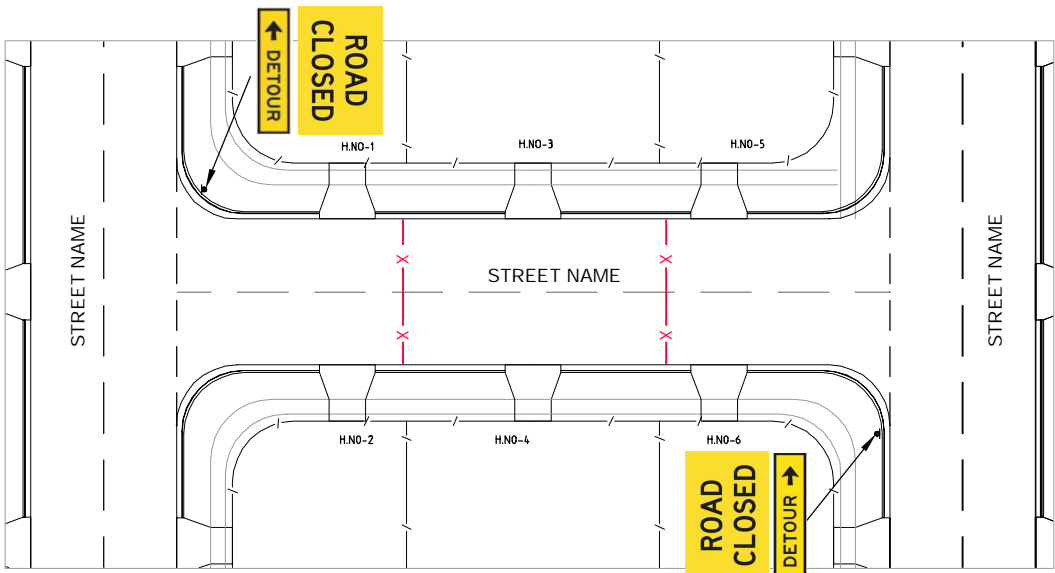 ROAD
CLOSED
← DETOUR
H.NO-1
H.NO-3
H.NO-5
STREET NAME
STREET NAME
STREET NAME
X
X
X
X
H.NO-2
H.NO-4
H.NO-6
ROAD
CLOSED
DETOUR →